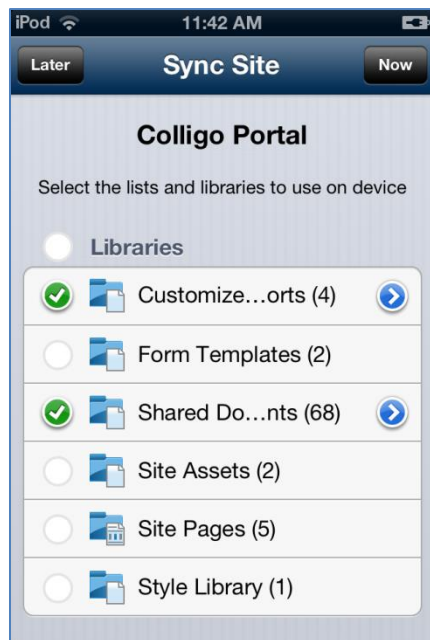 iPod 11:42 AM
Later Sync Site Now
Colligo Portal
Select the lists and libraries to use on device
Libraries
Customize...orts (4)
Form Templates (2)
Shared Do...nts (68)
Site Assets (2)
Site Pages (5)
Style Library (1)